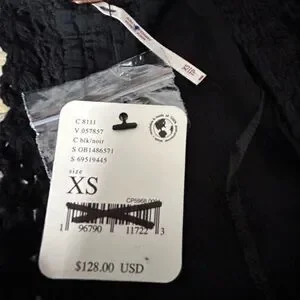 C 8111
V 057857
C blk/noir
S OB1486571
S 69519445
size
XS
1 96790 11722 3
$128.00 USD